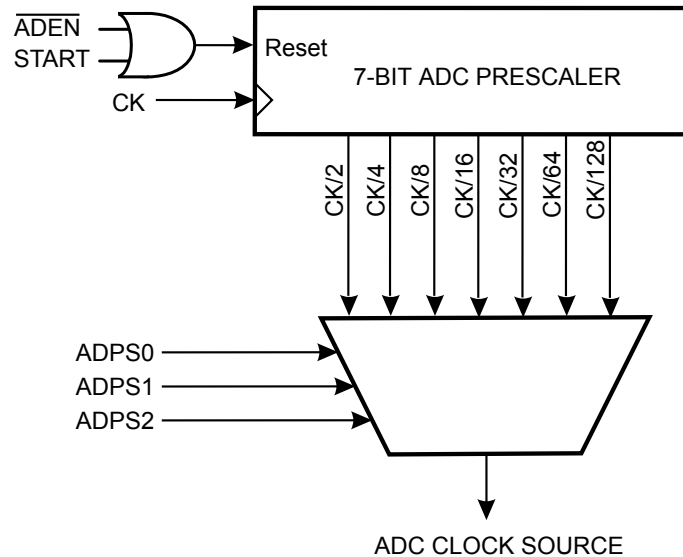 ADEN
START
Reset
7-BIT ADC PRESCALER
CK
CK/2
CK/4
CK/8
CK/16
CK/32
CK/64
CK/128
ADPS0
ADPS1
ADPS2
ADC CLOCK SOURCE